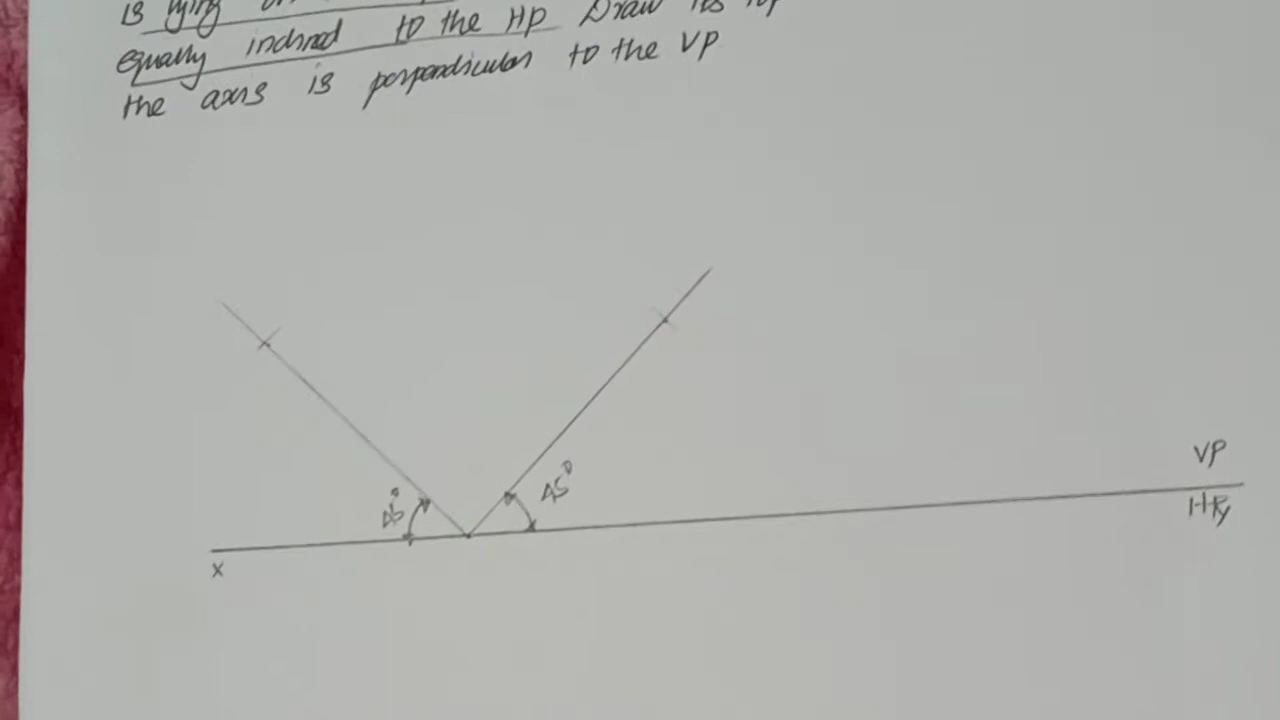 is lying
equally inclined to the HP Draw its
the axis is perpendicular to the VP
45° 45°
VP
HP
x y